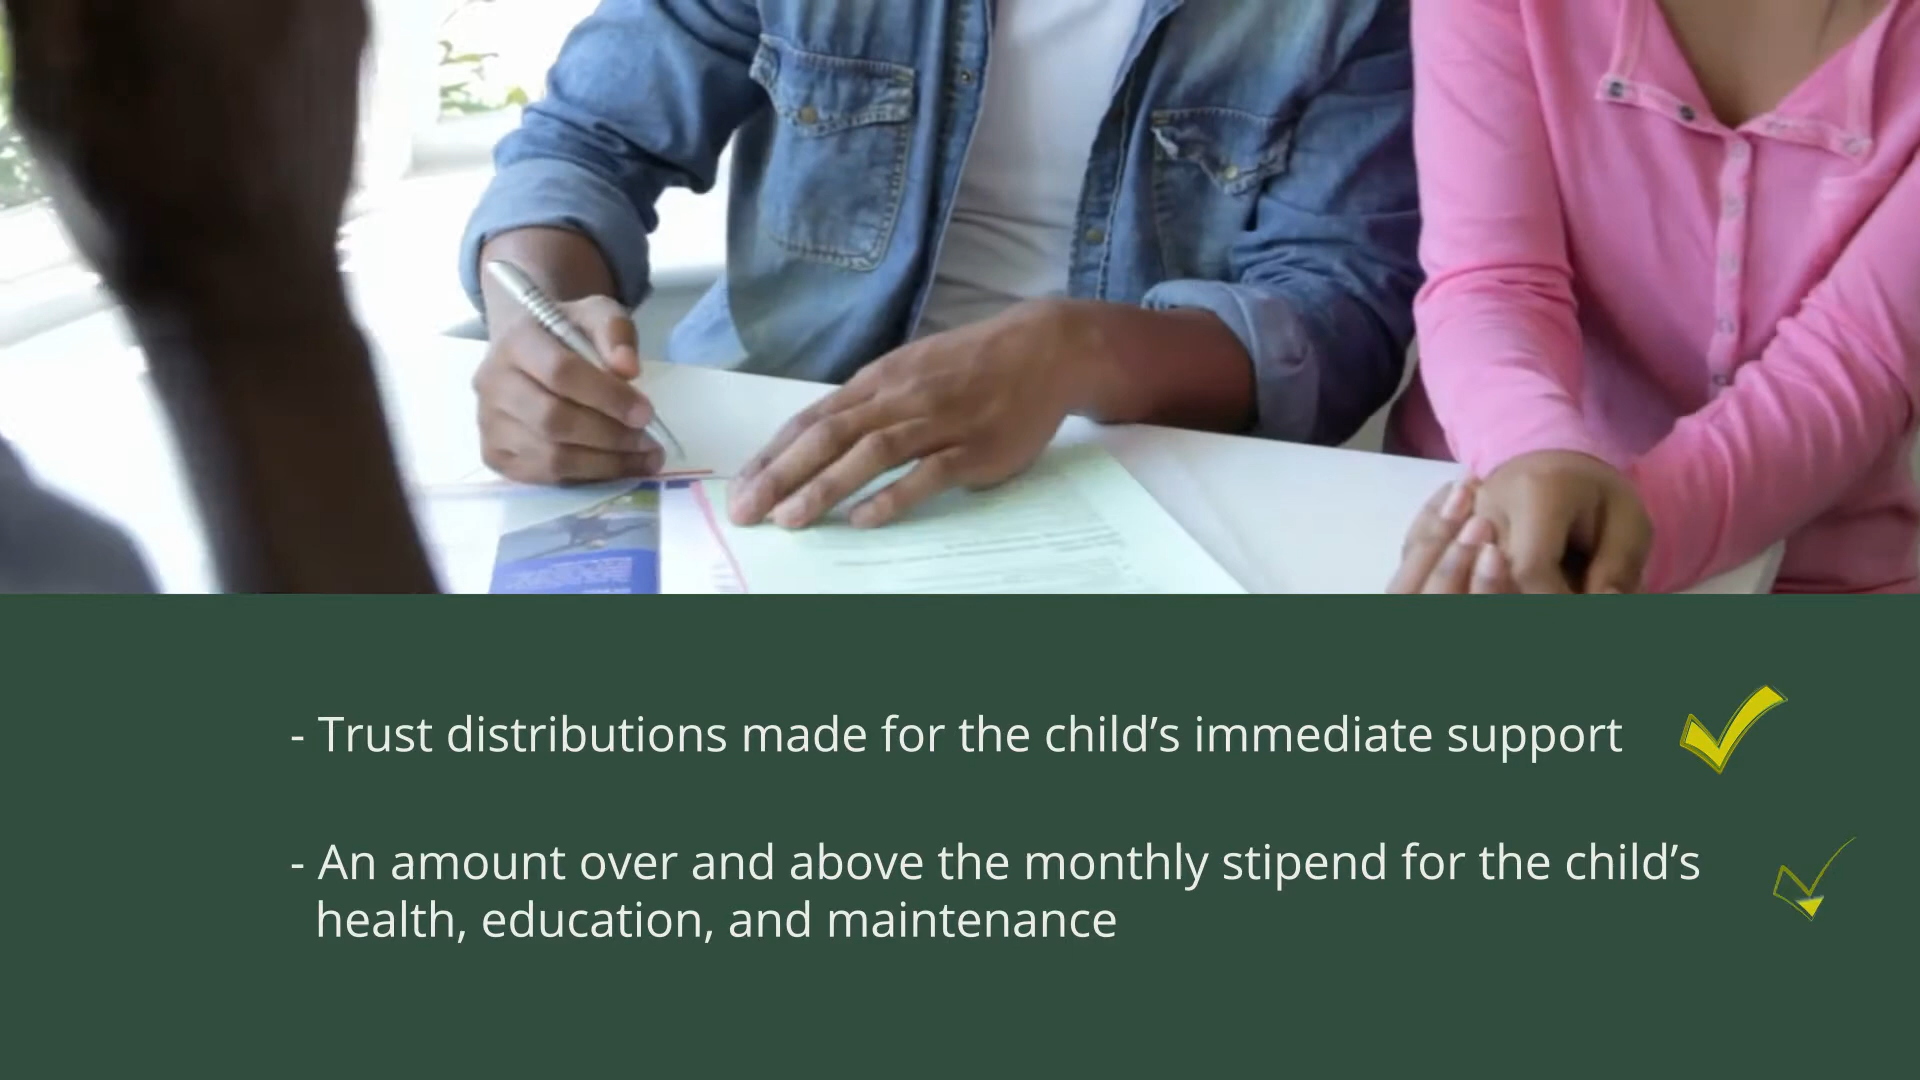 - Trust distributions made for the child’s immediate support
- An amount over and above the monthly stipend for the child’s
health, education, and maintenance